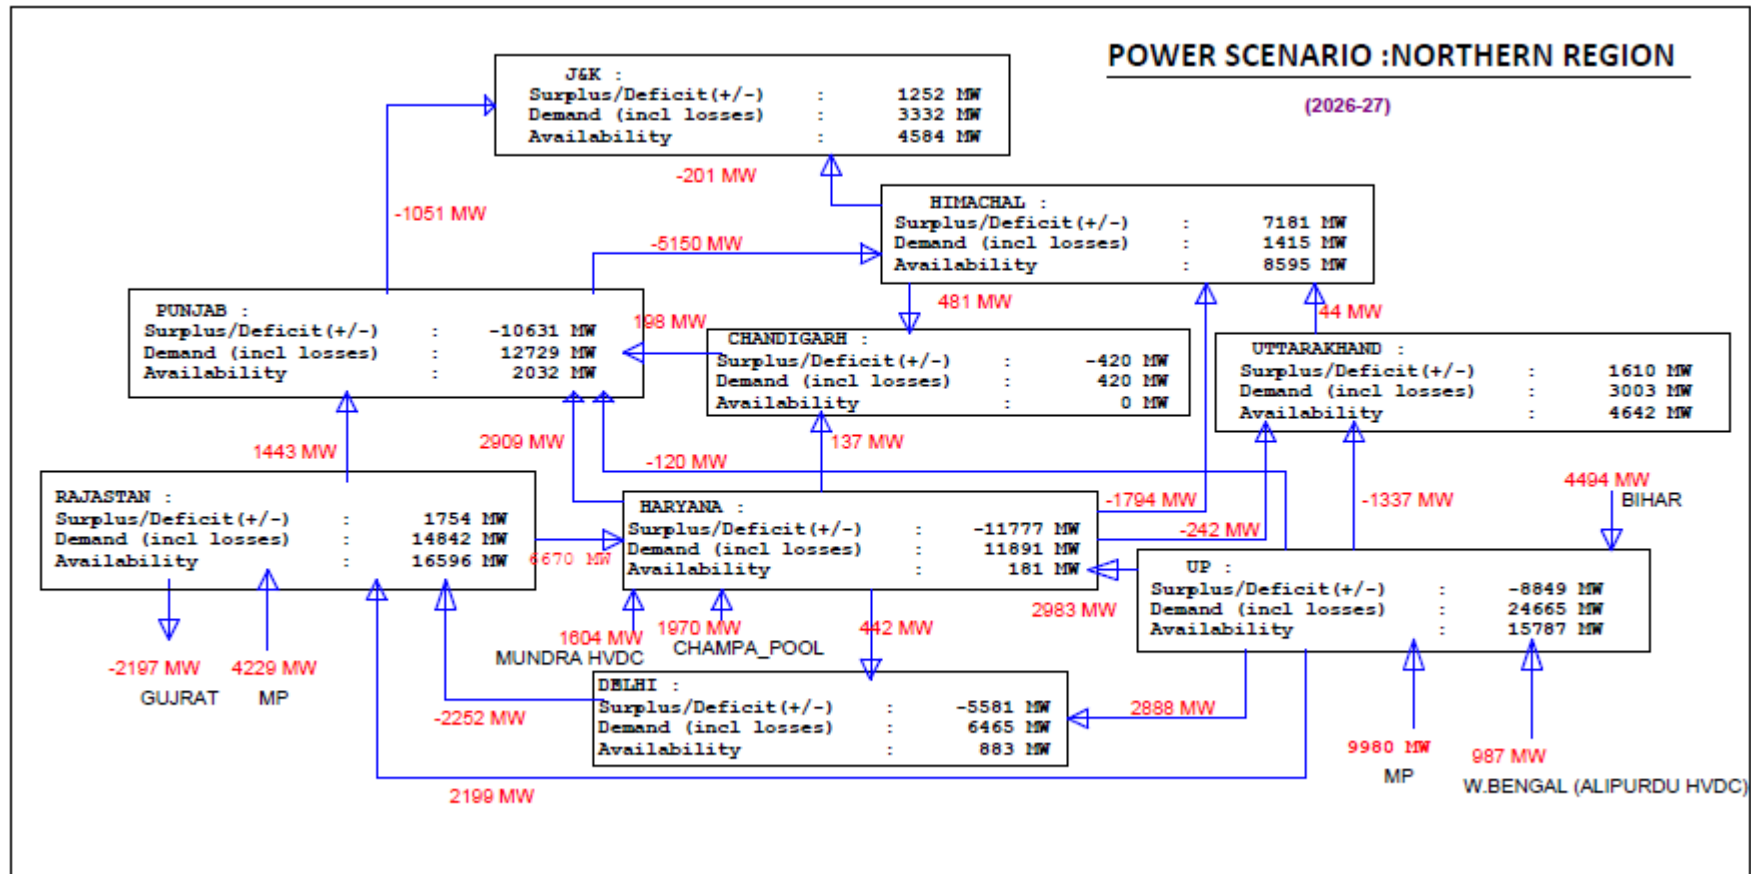 POWER SCENARIO :NORTHERN REGION
(2026-27)
J&K :
Surplus/Deficit(+/-) : 1252 MW
Demand (incl losses) : 3332 MW
Availability : 4584 MW
-201 MW
-1051 MW
HIMACHAL :
Surplus/Deficit(+/-) : 7181 MW
Demand (incl losses) : 1415 MW
Availability : 8595 MW
-5150 MW
481 MW
44 MW
PUNJAB :
Surplus/Deficit(+/-) : -10631 MW
Demand (incl losses) : 12729 MW
Availability : 2032 MW
198 MW
CHANDIGARH :
Surplus/Deficit(+/-) : -420 MW
Demand (incl losses) : 420 MW
Availability : 0 MW
UTTARAKHAND :
Surplus/Deficit(+/-) : 1610 MW
Demand (incl losses) : 3003 MW
Availability : 4642 MW
1443 MW
2909 MW
137 MW
-120 MW
-1794 MW
-242 MW
-1337 MW
4494 MW
BIHAR
RAJASTAN :
Surplus/Deficit(+/-) : 1754 MW
Demand (incl losses) : 14842 MW
Availability : 16596 MW
6670 MW
HARYANA :
Surplus/Deficit(+/-) : -11777 MW
Demand (incl losses) : 11891 MW
Availability : 181 MW
2983 MW
UP :
Surplus/Deficit(+/-) : -8849 MW
Demand (incl losses) : 24665 MW
Availability : 15787 MW
-2197 MW
GUJRAT
4229 MW
MP
1604 MW
MUNDRA HVDC
1970 MW
CHAMPA_POOL
442 MW
-2252 MW
DELHI :
Surplus/Deficit(+/-) : -5581 MW
Demand (incl losses) : 6465 MW
Availability : 883 MW
2888 MW
2199 MW
9980 MW
MP
987 MW
W.BENGAL (ALIPURDU HVDC)